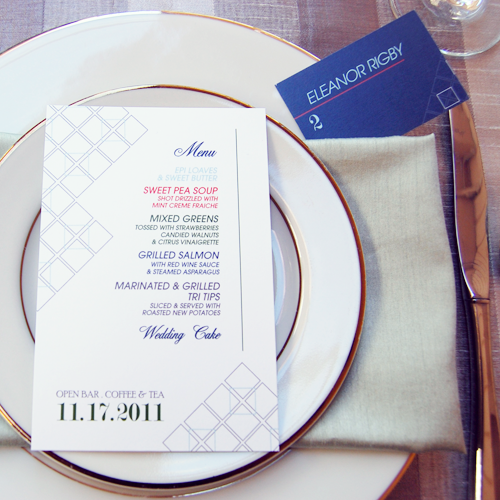 Menu
EPI LOAVES
& SWEET BUTTER
SWEET PEA SOUP
SHOT DRIZZLED WITH
MINT CREME FRAICHE
MIXED GREENS
TOSSED WITH STRAWBERRIES
CANDIED WALNUTS
& CITRUS VINAIGRETTE
GRILLED SALMON
WITH RED WINE SAUCE
& STEAMED ASPARAGUS
MARINATED & GRILLED
TRI TIPS
SLICED & SERVED WITH
ROASTED NEW POTATOES
Wedding Cake
OPEN BAR . COFFEE & TEA
11.17.2011
ELEANOR RIGBY
2